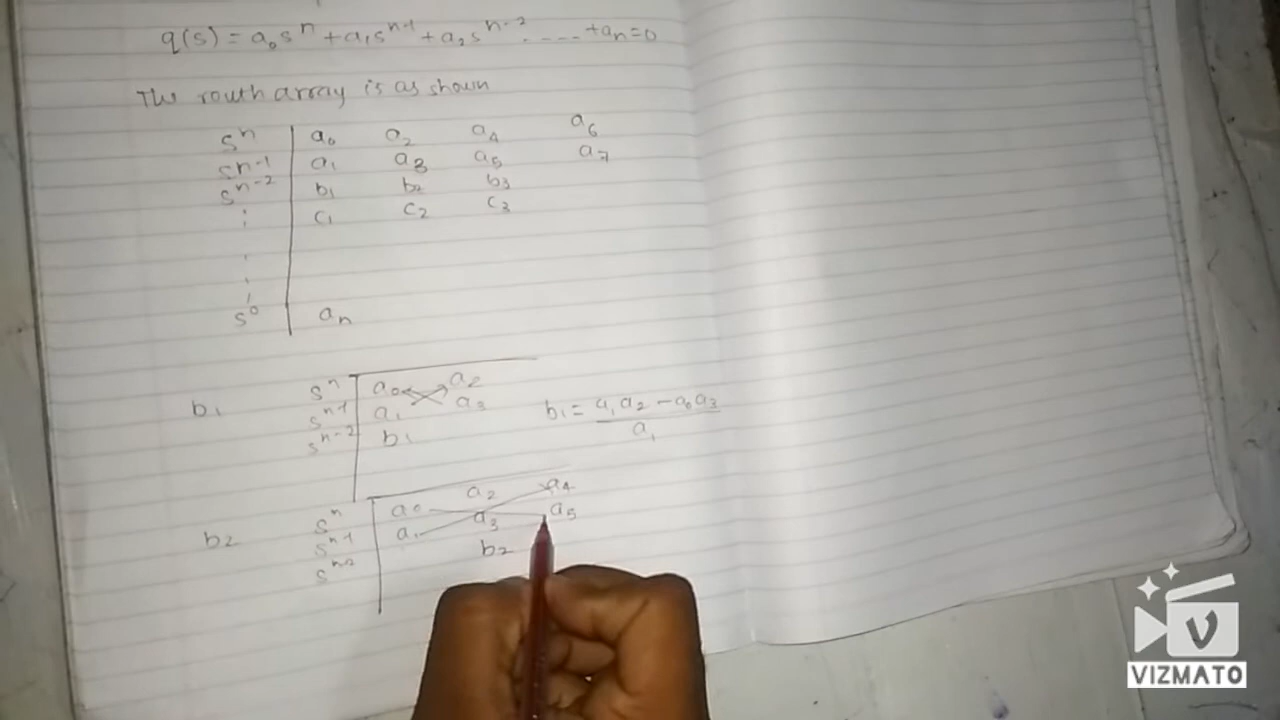 q(s) = a₀sⁿ + a₁sⁿ⁻¹ + a₂sⁿ⁻² .... + aₙ = 0
The routh array is as shown
sⁿ a₀ a₂ a₄ a₆
sⁿ⁻¹ a₁ a₃ a₅ a₇
sⁿ⁻² b₁ b₂ b₃
c₁ c₂ c₃
s⁰ aₙ
b₁ sⁿ a₀ a₂
sⁿ⁻¹ a₁ a₃ b₁ = a₁a₂ - a₀a₃ / a₁
sⁿ⁻² b₁
b₂ sⁿ a₀ a₂ a₄
sⁿ⁻¹ a₁ a₃ a₅
b₂
V
VIZMATO